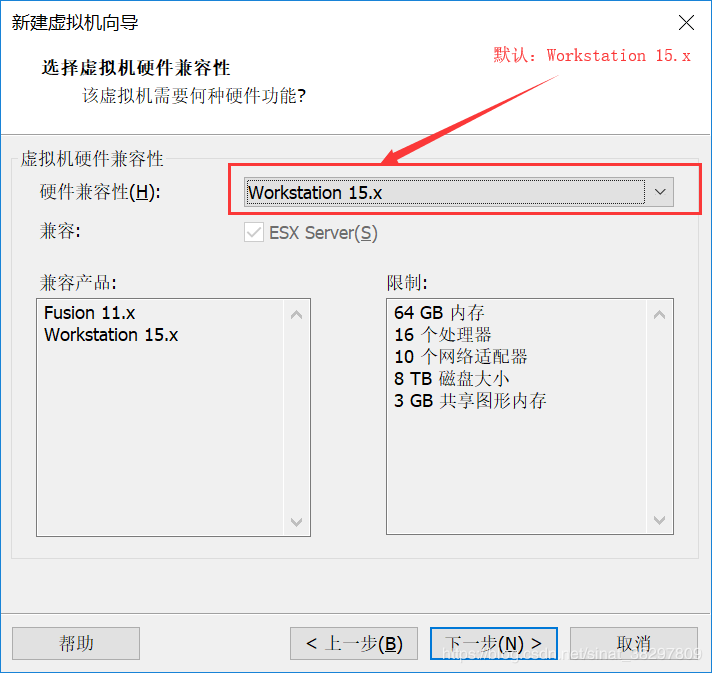 新建虚拟机向导
默认: Workstation 15.x
选择虚拟机硬件兼容性
该虚拟机需要何种硬件功能?
虚拟机硬件兼容性
硬件兼容性(H): Workstation 15.x
兼容: ESX Server(S)
兼容产品:
Fusion 11.x
Workstation 15.x
限制:
64 GB 内存
16 个处理器
10 个网络适配器
8 TB 磁盘大小
3 GB 共享图形内存
帮助
< 上一步(B)
下一步(N) >
取消
https://blog.csdn.net/sinat_38297809